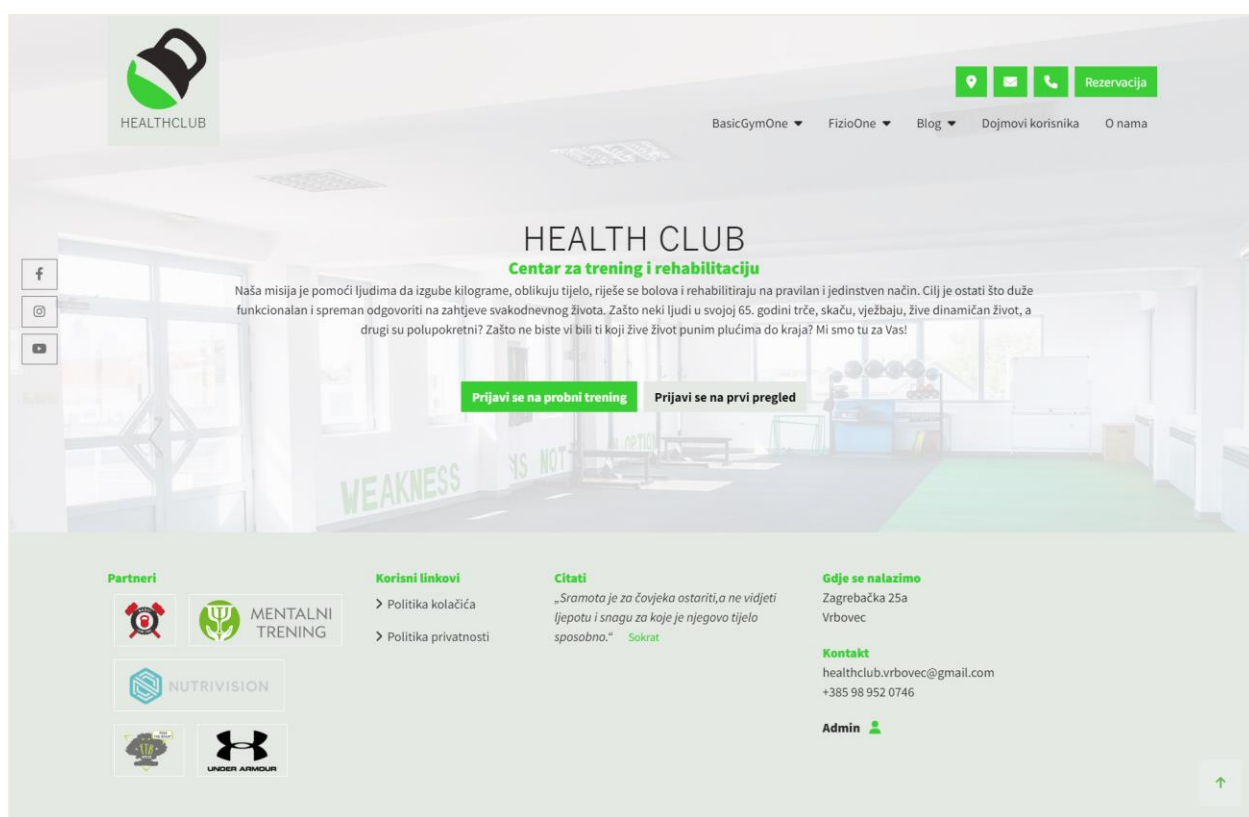 HEALTHCLUB
Rezervacija
BasicGymOne
FizioOne
Blog
Dojmovi korisnika
O nama
HEALTH CLUB
Centar za trening i rehabilitaciju
Naša misija je pomoći ljudima da izgube kilograme, oblikuju tijelo, riješe se bolova i rehabilitiraju na pravilan i jedinstven način. Cilj je ostati što duže
funkcionalan i spreman odgovoriti na zahtjeve svakodnevnog života. Zašto neki ljudi u svojoj 65. godini trče, skaču, vježbaju, žive dinamičan život, a
drugi su polupokretni? Zašto ne biste vi bili ti koji žive život punim plućima do kraja? Mi smo tu za Vas!
Prijavi se na probni trening
Prijavi se na prvi pregled
WEAKNESS IS NOT OPTION
Partneri
MENTALNI
TRENING
NUTRIVISION
UNDER ARMOUR
Korisni linkovi
Politika kolačića
Politika privatnosti
Citati
„Sramota je za čovjeka ostariti,a ne vidjeti
ljepotu i snagu za koje je njegovo tijelo
sposobno.“ Sokrat
Gdje se nalazimo
Zagrebačka 25a
Vrbovec
Kontakt
healthclub.vrbovec@gmail.com
+385 98 952 0746
Admin